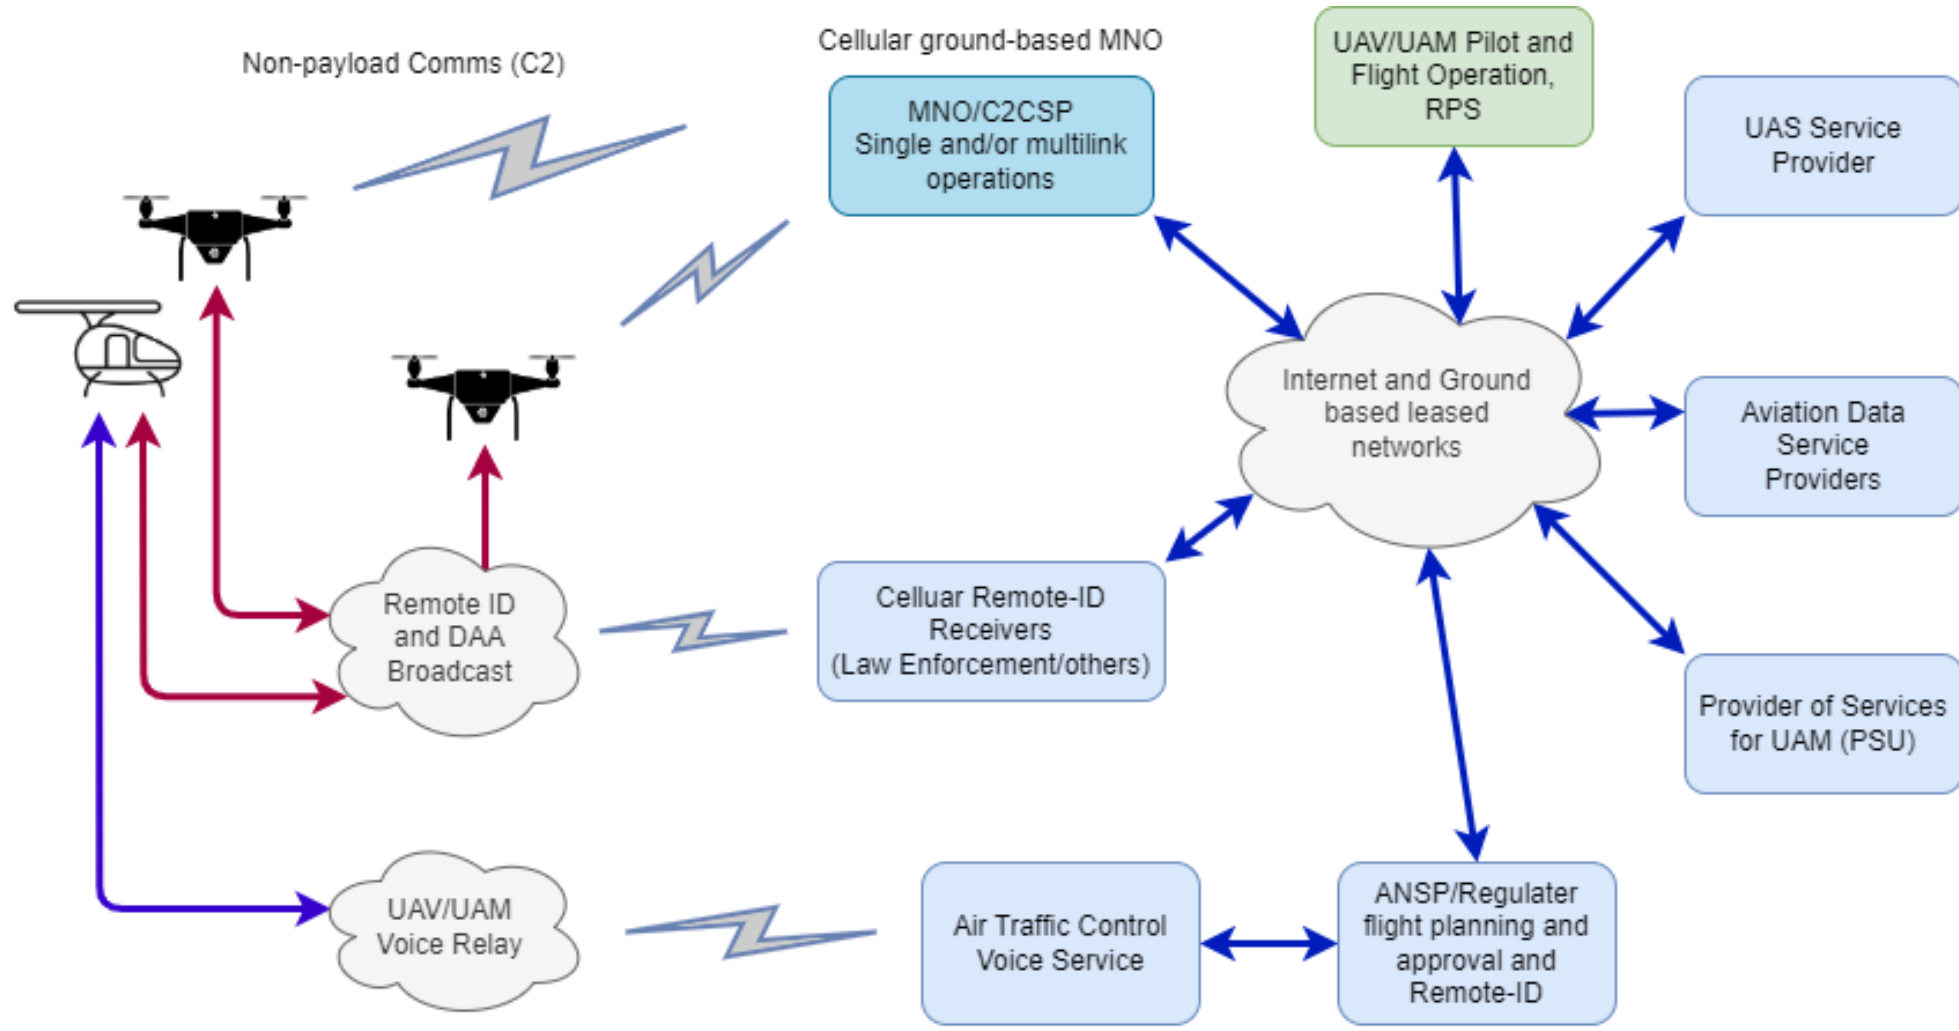 Non-payload Comms (C2)
Cellular ground-based MNO
MNO/C2CSP
Single and/or multilink
operations
UAV/UAM Pilot and
Flight Operation,
RPS
UAS Service
Provider
Internet and Ground
based leased
networks
Aviation Data
Service
Providers
Remote ID
and DAA
Broadcast
Celluar Remote-ID
Receivers
(Law Enforcement/others)
Provider of Services
for UAM (PSU)
UAV/UAM
Voice Relay
Air Traffic Control
Voice Service
ANSP/Regulater
flight planning and
approval and
Remote-ID